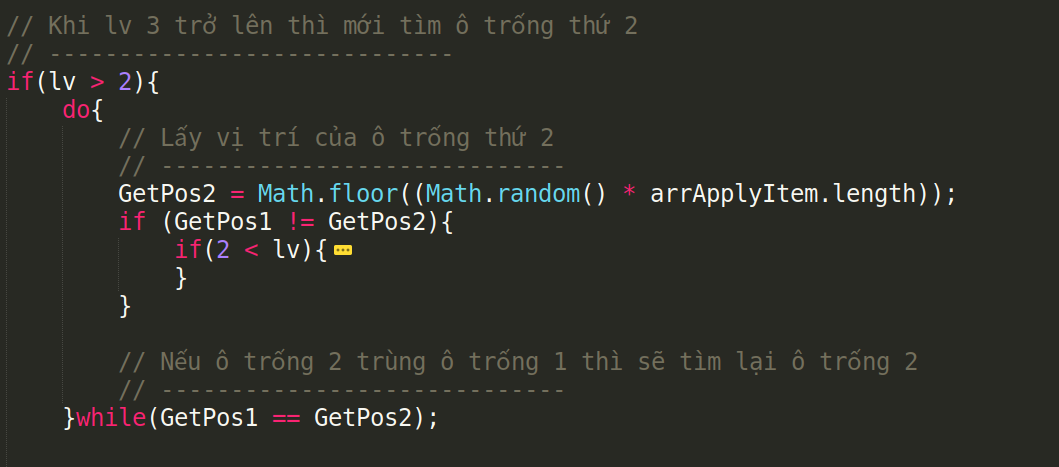 // Khi lv 3 trở lên thì mới tìm ô trống thứ 2
// -----------------------------
if(lv > 2){
do{
// Lấy vị trí của ô trống thứ 2
// -----------------------------
GetPos2 = Math.floor((Math.random() * arrApplyItem.length));
if (GetPos1 != GetPos2){
if(2 < lv){
}
}
// Nếu ô trống 2 trùng ô trống 1 thì sẽ tìm lại ô trống 2
// -----------------------------
}while(GetPos1 == GetPos2);